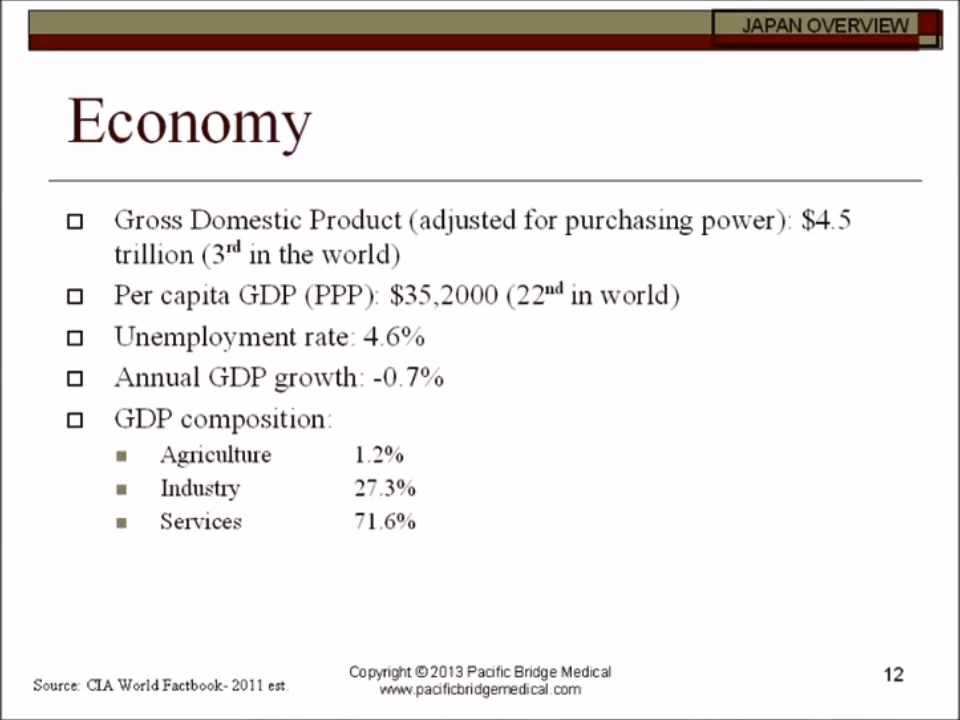 JAPAN OVERVIEW
Economy
Gross Domestic Product (adjusted for purchasing power): $4.5
trillion (3rd in the world)
Per capita GDP (PPP): $35,2000 (22nd in world)
Unemployment rate: 4.6%
Annual GDP growth: -0.7%
GDP composition:
Agriculture 1.2%
Industry 27.3%
Services 71.6%
Source: CIA World Factbook- 2011 est.
Copyright © 2013 Pacific Bridge Medical
www.pacificbridgemedical.com
12